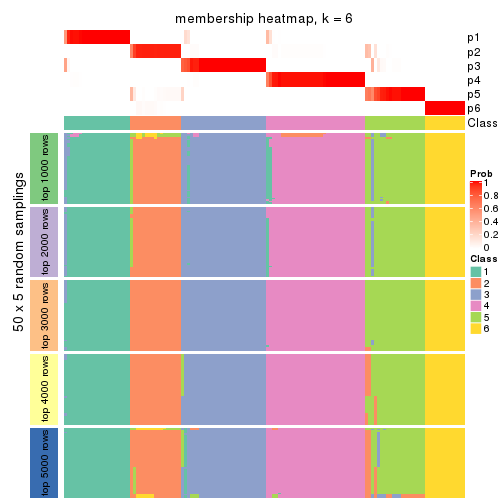 membership heatmap, k = 6
p1
p2
p3
p4
p5
p6
Class
50 x 5 random samplings
top 1000 rows
top 2000 rows
top 3000 rows
top 4000 rows
top 5000 rows
Prob
1
0.8
0.6
0.4
0.2
0
Class
1
2
3
4
5
6